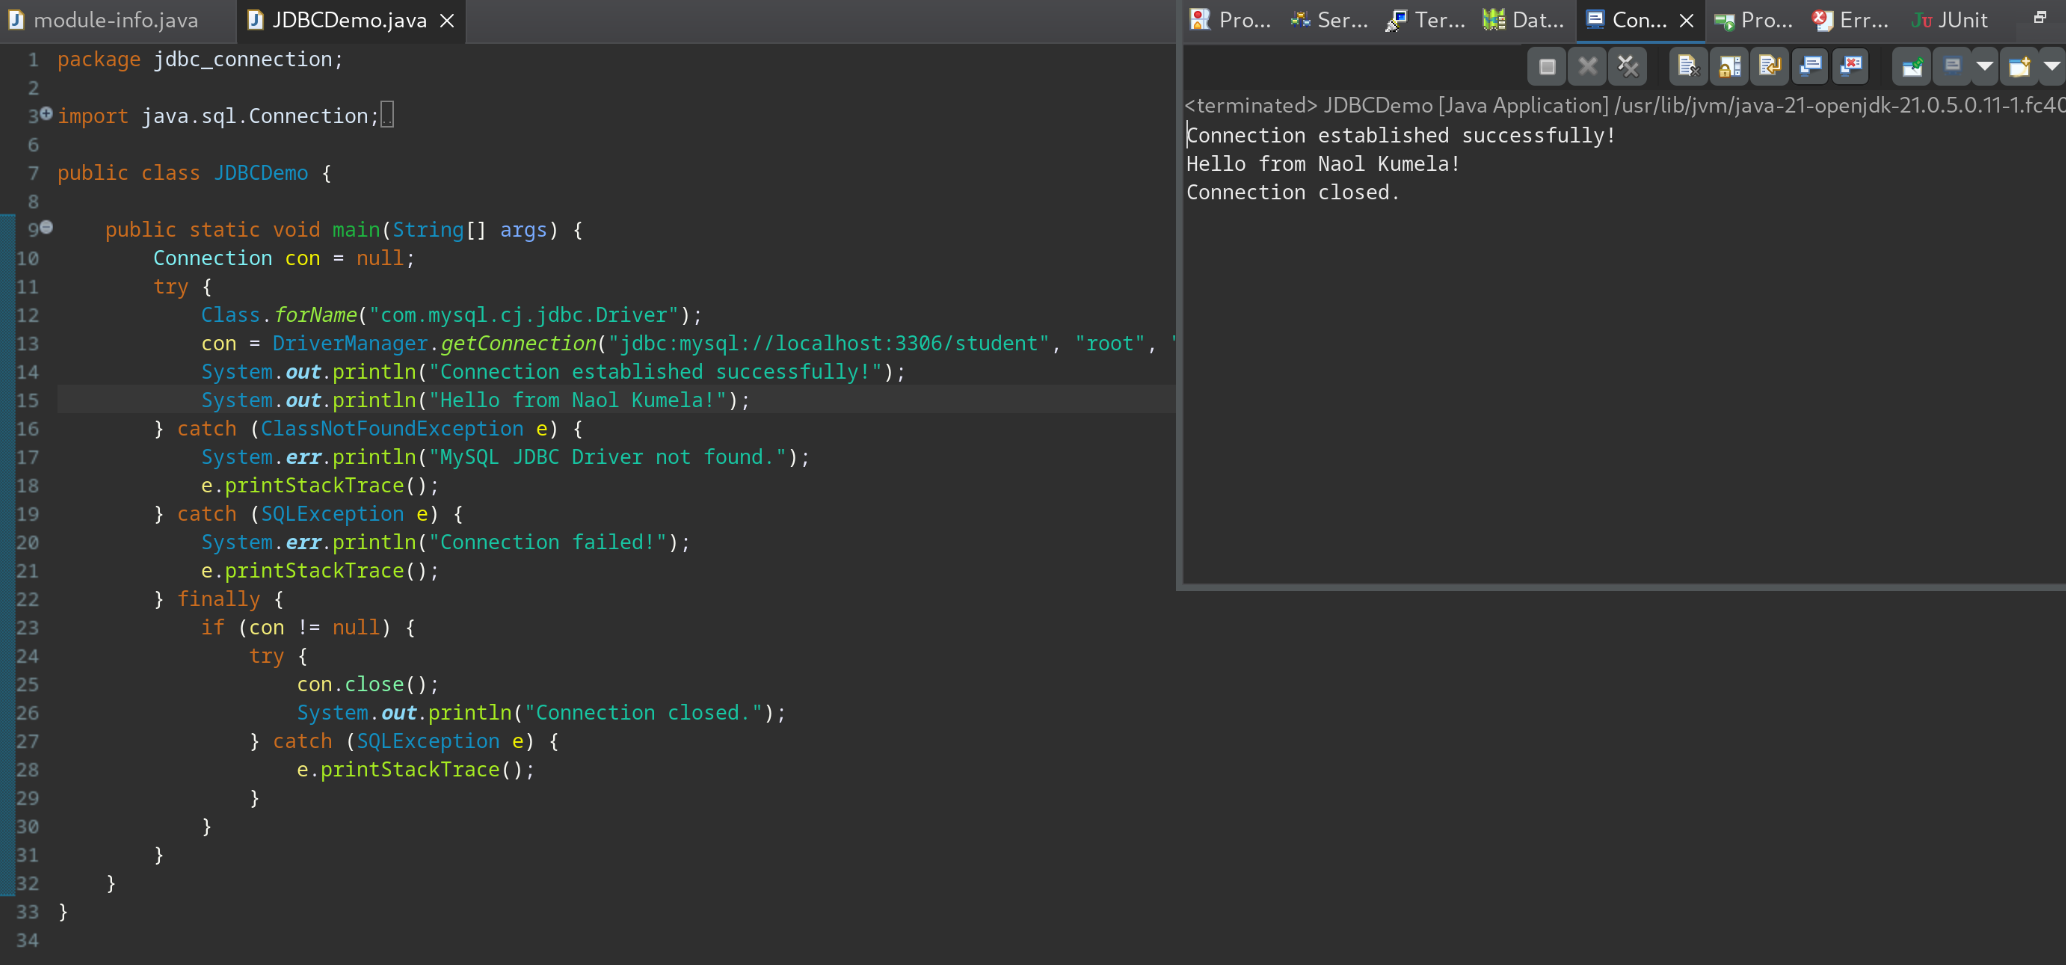 module-info.java
JDBCDemo.java
1 package jdbc_connection;
2
3 import java.sql.Connection;
6
7 public class JDBCDemo {
8
9     public static void main(String[] args) {
10         Connection con = null;
11         try {
12             Class.forName("com.mysql.cj.jdbc.Driver");
13             con = DriverManager.getConnection("jdbc:mysql://localhost:3306/student", "root", "
14             System.out.println("Connection established successfully!");
15             System.out.println("Hello from Naol Kumela!");
16         } catch (ClassNotFoundException e) {
17             System.err.println("MySQL JDBC Driver not found.");
18             e.printStackTrace();
19         } catch (SQLException e) {
20             System.err.println("Connection failed!");
21             e.printStackTrace();
22         } finally {
23             if (con != null) {
24                 try {
25                     con.close();
26                     System.out.println("Connection closed.");
27                 } catch (SQLException e) {
28                     e.printStackTrace();
29                 }
30             }
31         }
32     }
33 }
34
Pro... Ser... Ter... Dat... Con... Pro... Err... JUnit
<terminated> JDBCDemo [Java Application] /usr/lib/jvm/java-21-openjdk-21.0.5.0.11-1.fc40
Connection established successfully!
Hello from Naol Kumela!
Connection closed.